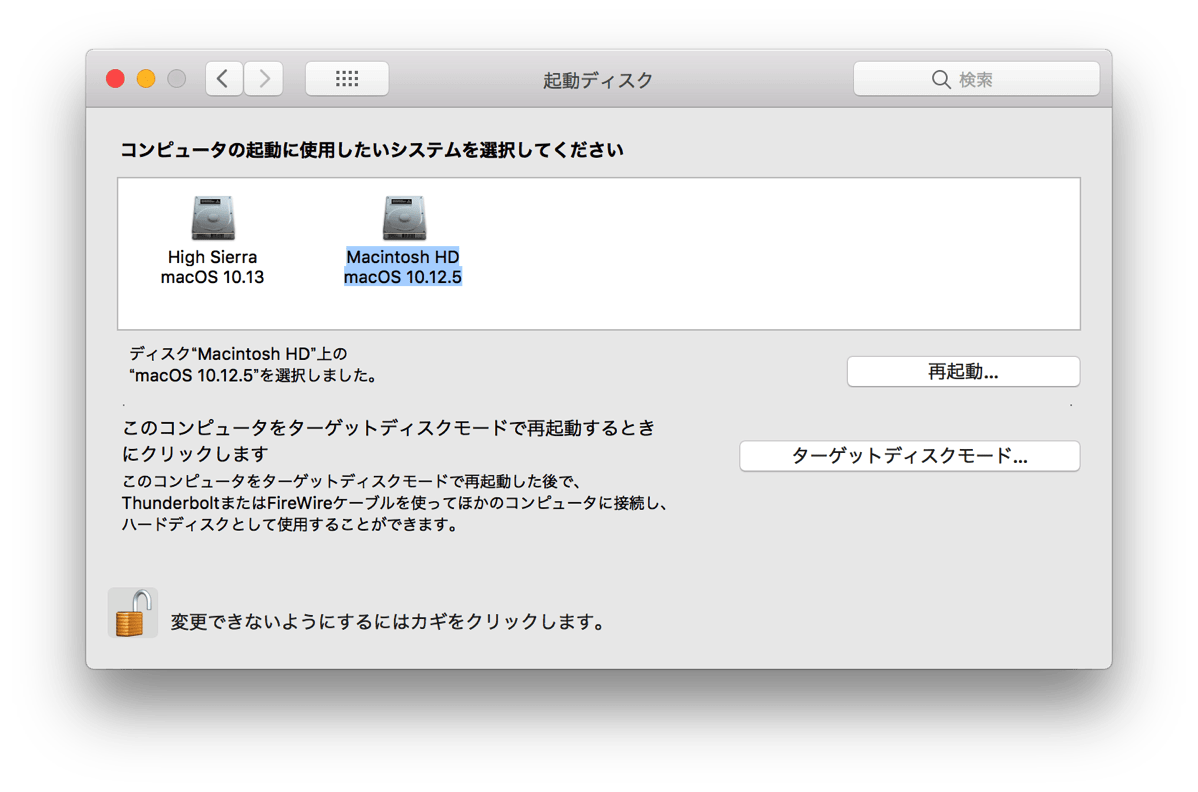 起動ディスク
検索
コンピュータの起動に使用したいシステムを選択してください
High Sierra
macOS 10.13
Macintosh HD
macOS 10.12.5
ディスク“Macintosh HD”上の
“macOS 10.12.5”を選択しました。
再起動...
このコンピュータをターゲットディスクモードで再起動するとき
にクリックします
ターゲットディスクモード...
このコンピュータをターゲットディスクモードで再起動した後で、
ThunderboltまたはFireWireケーブルを使ってほかのコンピュータに接続し、
ハードディスクとして使用することができます。
変更できないようにするにはカギをクリックします。